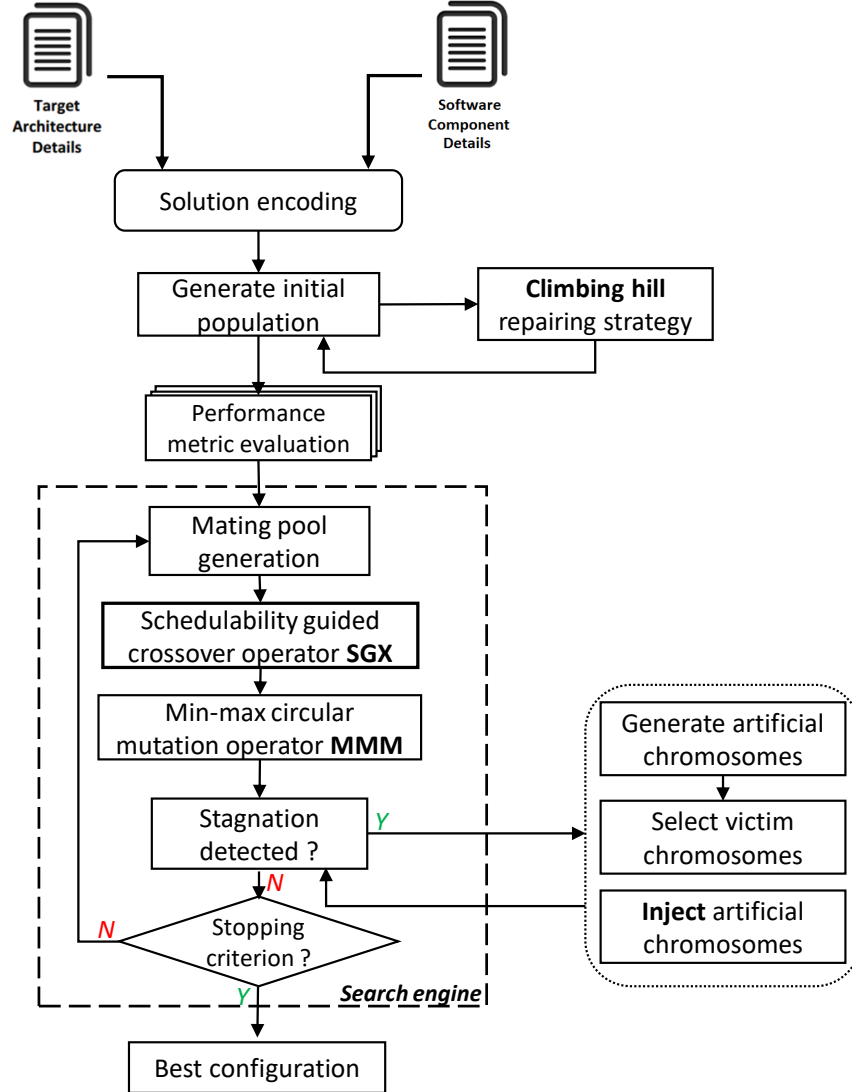 Target
Architecture
Details
Software
Component
Details
Solution encoding
Generate initial
population
Climbing hill
repairing strategy
Performance
metric evaluation
Mating pool
generation
Schedulability guided
crossover operator SGX
Min-max circular
mutation operator MMM
Stagnation
detected ?
Y
N
Generate artificial
chromosomes
Select victim
chromosomes
Inject artificial
chromosomes
Stopping
criterion ?
N
Y
Search engine
Best configuration